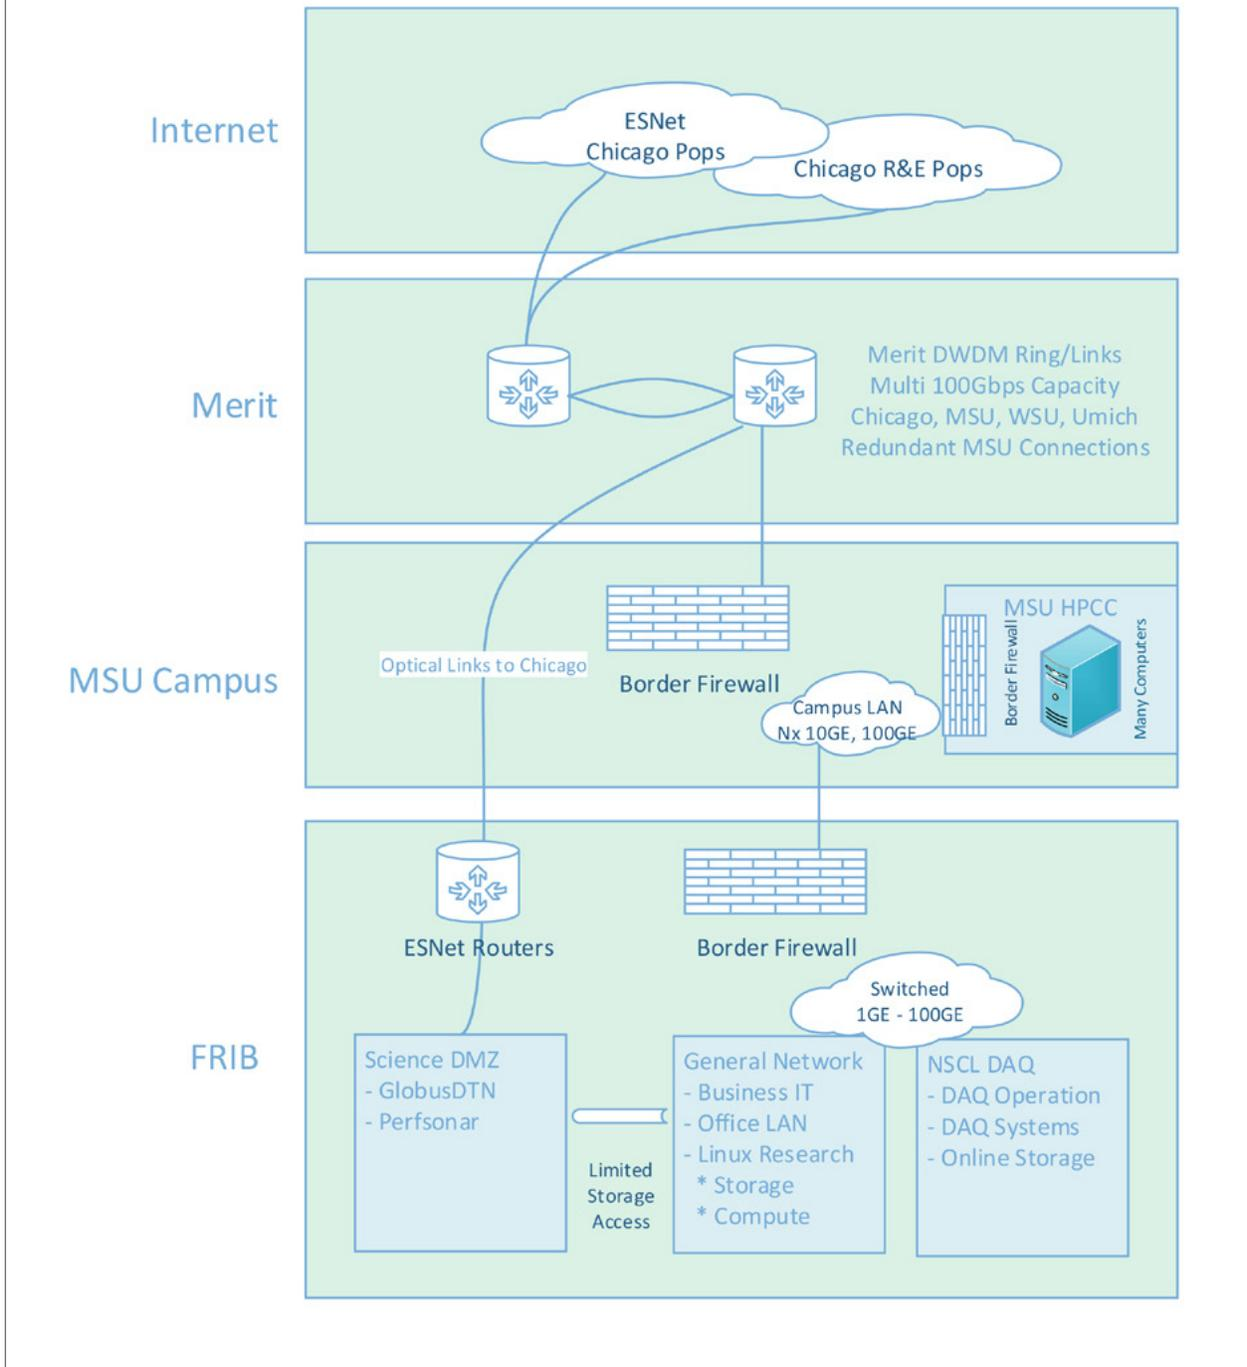 Internet
ESNet
Chicago Pops
Chicago R&E Pops
Merit
Merit DWDM Ring/Links
Multi 100Gbps Capacity
Chicago, MSU, WSU, Umich
Redundant MSU Connections
MSU Campus
Optical Links to Chicago
Border Firewall
Campus LAN
Nx 10GE, 100GE
MSU HPCC
Border Firewall
Many Computers
FRIB
ESNet Routers
Border Firewall
Switched
1GE - 100GE
Science DMZ
- GlobusDTN
- Perfsonar
Limited
Storage
Access
General Network
- Business IT
- Office LAN
- Linux Research
* Storage
* Compute
NSCL DAQ
- DAQ Operation
- DAQ Systems
- Online Storage